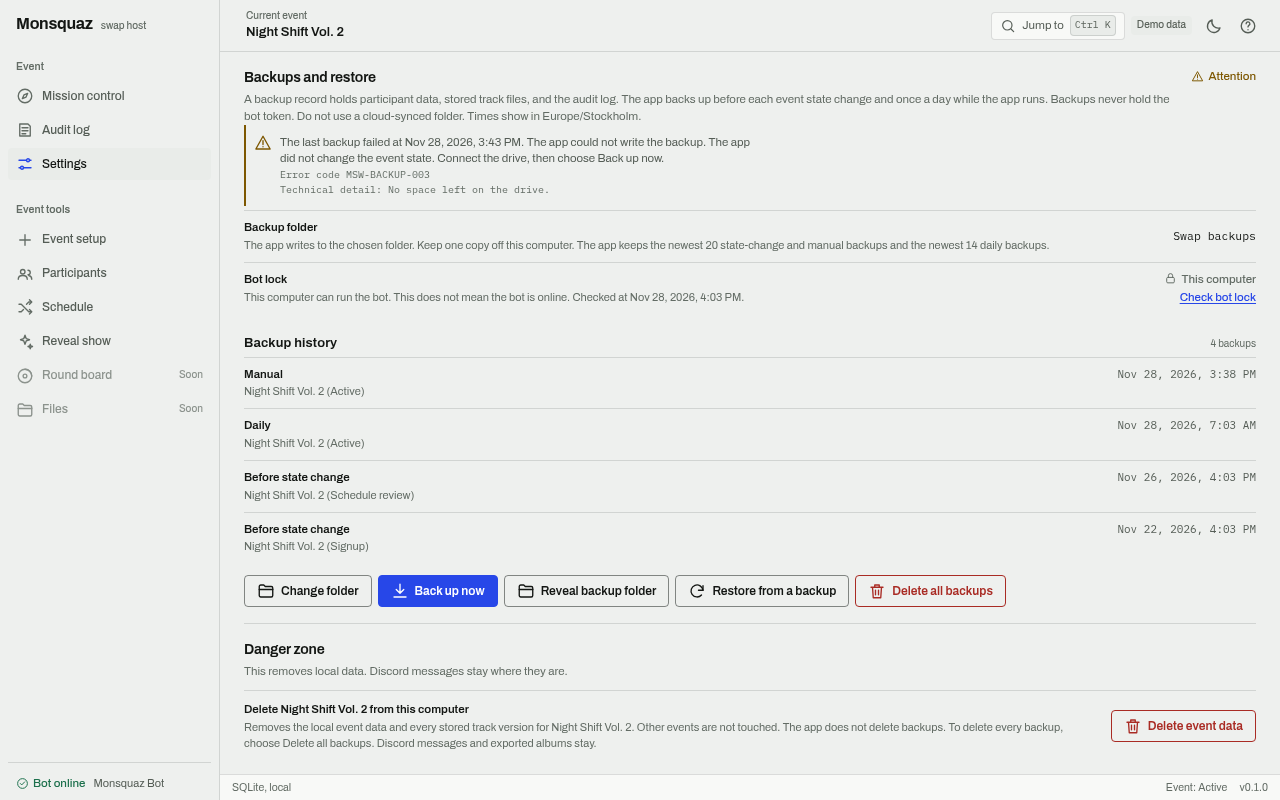 Monsquaz swap host
Current event
Night Shift Vol. 2
Jump to Ctrl K
Demo data
Event
Mission control
Audit log
Settings
Event tools
Event setup
Participants
Schedule
Reveal show
Round board Soon
Files Soon
Bot online Monsquaz Bot
Backups and restore
Attention
A backup record holds participant data, stored track files, and the audit log. The app backs up before each event state change and once a day while the app runs. Backups never hold the
bot token. Do not use a cloud-synced folder. Times show in Europe/Stockholm.
The last backup failed at Nov 28, 2026, 3:43 PM. The app could not write the backup. The app
did not change the event state. Connect the drive, then choose Back up now.
Error code MSW-BACKUP-003
Technical detail: No space left on the drive.
Backup folder
The app writes to the chosen folder. Keep one copy off this computer. The app keeps the newest 20 state-change and manual backups and the newest 14 daily backups.
Swap backups
Bot lock
This computer can run the bot. This does not mean the bot is online. Checked at Nov 28, 2026, 4:03 PM.
This computer
Check bot lock
Backup history
4 backups
Manual
Nov 28, 2026, 3:38 PM
Night Shift Vol. 2 (Active)
Daily
Nov 28, 2026, 7:03 AM
Night Shift Vol. 2 (Active)
Before state change
Nov 26, 2026, 4:03 PM
Night Shift Vol. 2 (Schedule review)
Before state change
Nov 22, 2026, 4:03 PM
Night Shift Vol. 2 (Signup)
Change folder
Back up now
Reveal backup folder
Restore from a backup
Delete all backups
Danger zone
This removes local data. Discord messages stay where they are.
Delete Night Shift Vol. 2 from this computer
Removes the local event data and every stored track version for Night Shift Vol. 2. Other events are not touched. The app does not delete backups. To delete every backup,
choose Delete all backups. Discord messages and exported albums stay.
Delete event data
SQLite, local
Event: Active v0.1.0